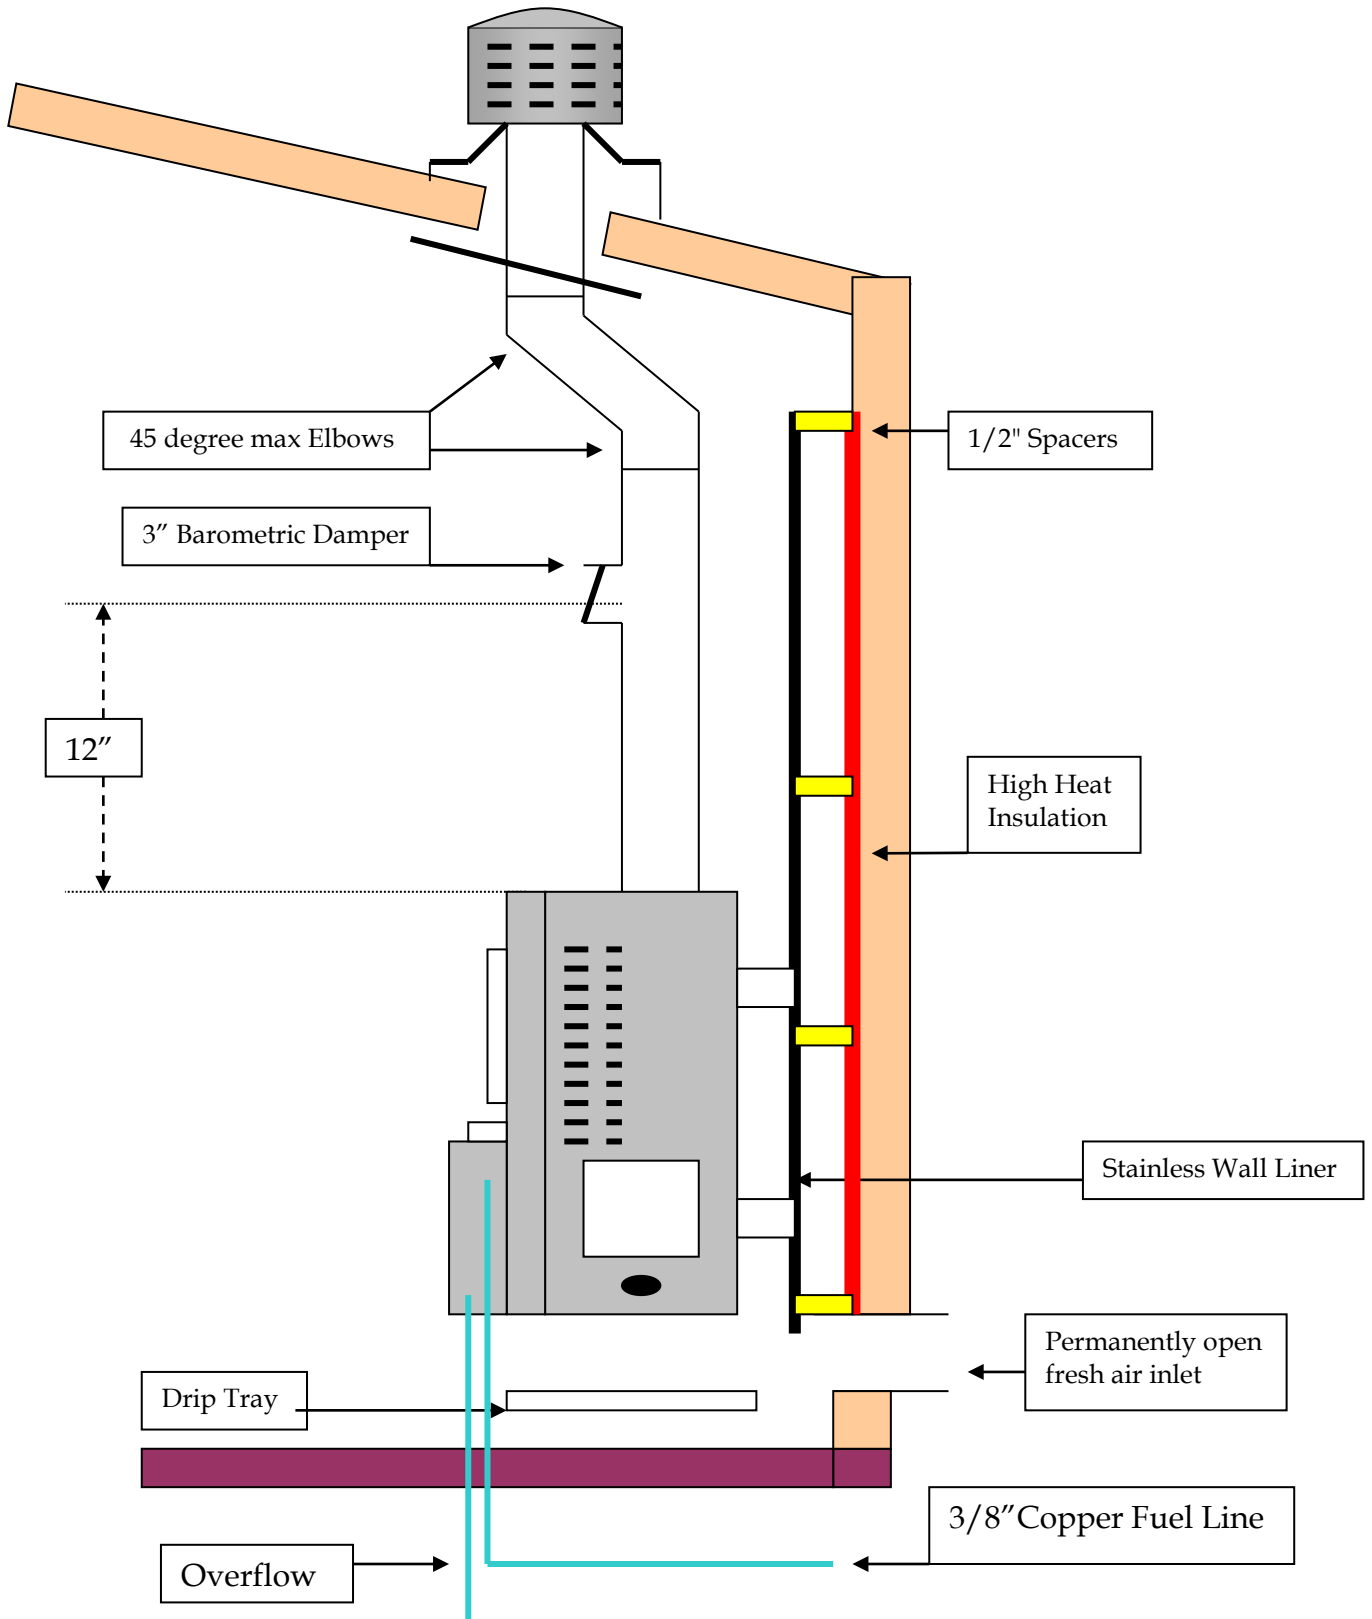 45 degree max Elbows
1/2" Spacers
3” Barometric Damper
12”
High Heat
Insulation
Stainless Wall Liner
Permanently open
fresh air inlet
Drip Tray
3/8”Copper Fuel Line
Overflow